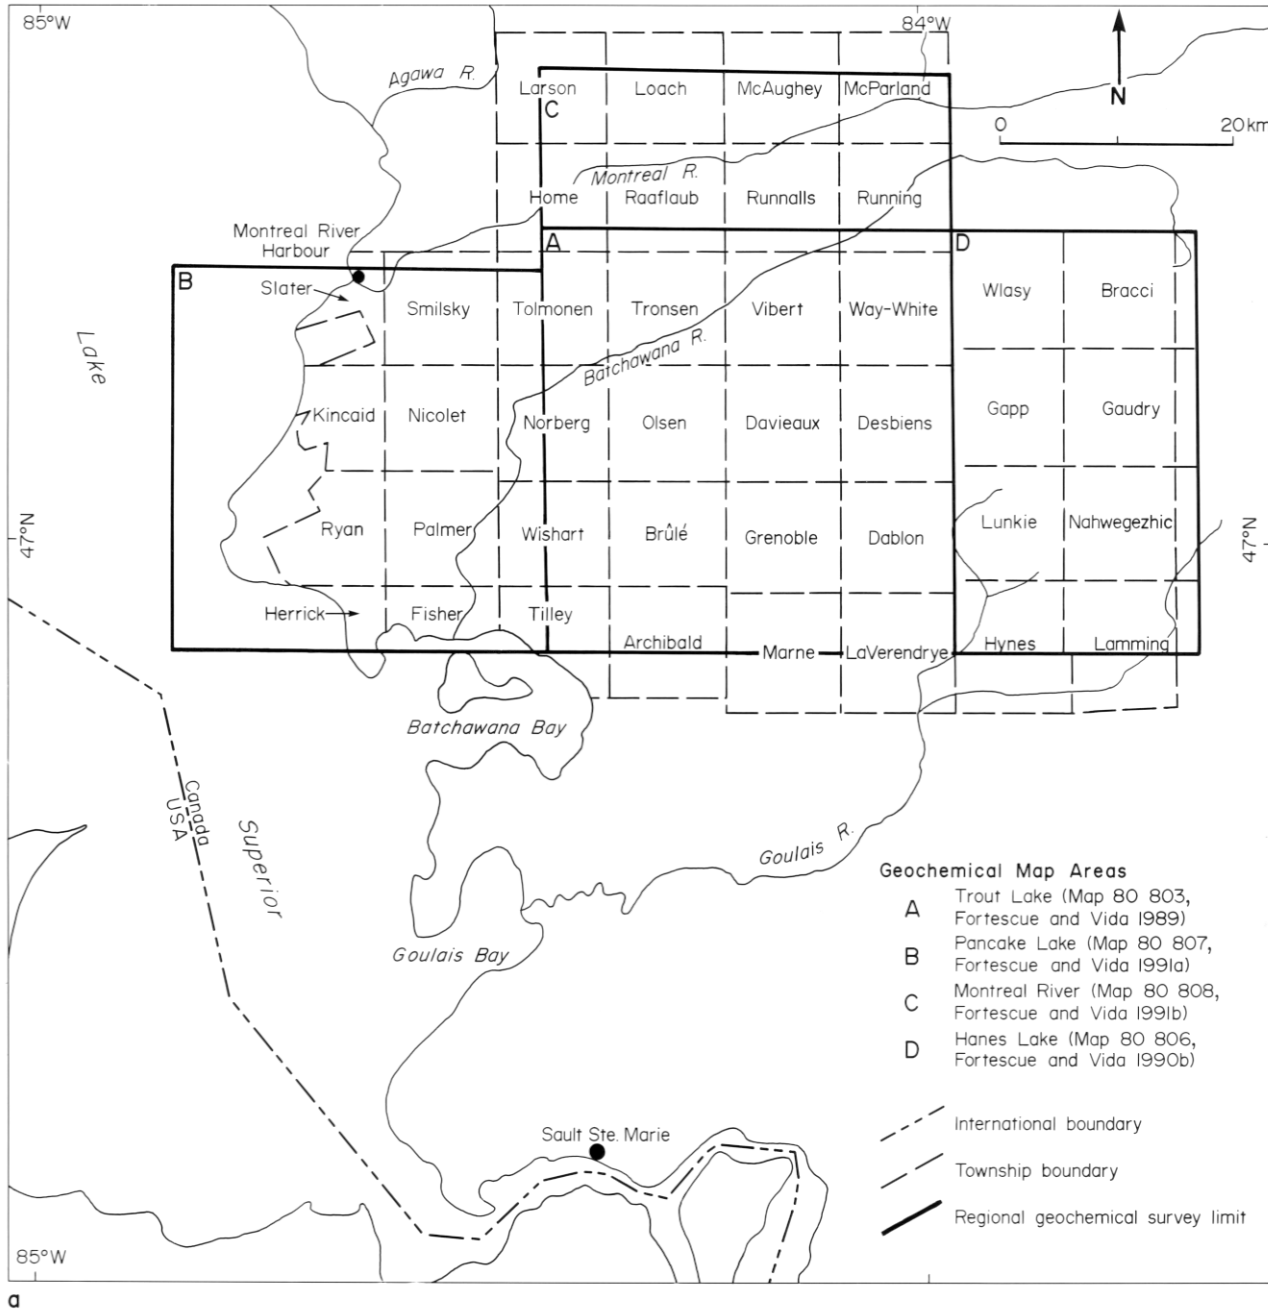 85°W
84°W
Agawa R.
N
Larson
Loach
McAughey
McParland
C
0
20km
Montreal R.
Home
Raaflaub
Runnalls
Running
Montreal River
Harbour
A
D
B
Slater
Smilsky
Tolmonen
Tronsen
Vibert
Way-White
Wlasy
Bracci
Lake
Batchawana R.
Kincaid
Nicolet
Norberg
Olsen
Davieaux
Desbiens
Gapp
Gaudry
47°N
Ryan
Palmer
Wishart
Brûlé
Grenoble
Dablon
Lunkie
Nahwegezhic
47°N
Herrick
Fisher
Tilley
Archibald
Marne
LaVerendrye
Hynes
Lamming
Batchawana Bay
Canada
USA
Superior
Goulais R.
Goulais Bay
Geochemical Map Areas
A Trout Lake (Map 80 803,
Fortescue and Vida 1989)
B Pancake Lake (Map 80 807,
Fortescue and Vida 1991a)
C Montreal River (Map 80 808,
Fortescue and Vida 1991b)
D Hanes Lake (Map 80 806,
Fortescue and Vida 1990b)
International boundary
Township boundary
Regional geochemical survey limit
Sault Ste. Marie
85°W
a